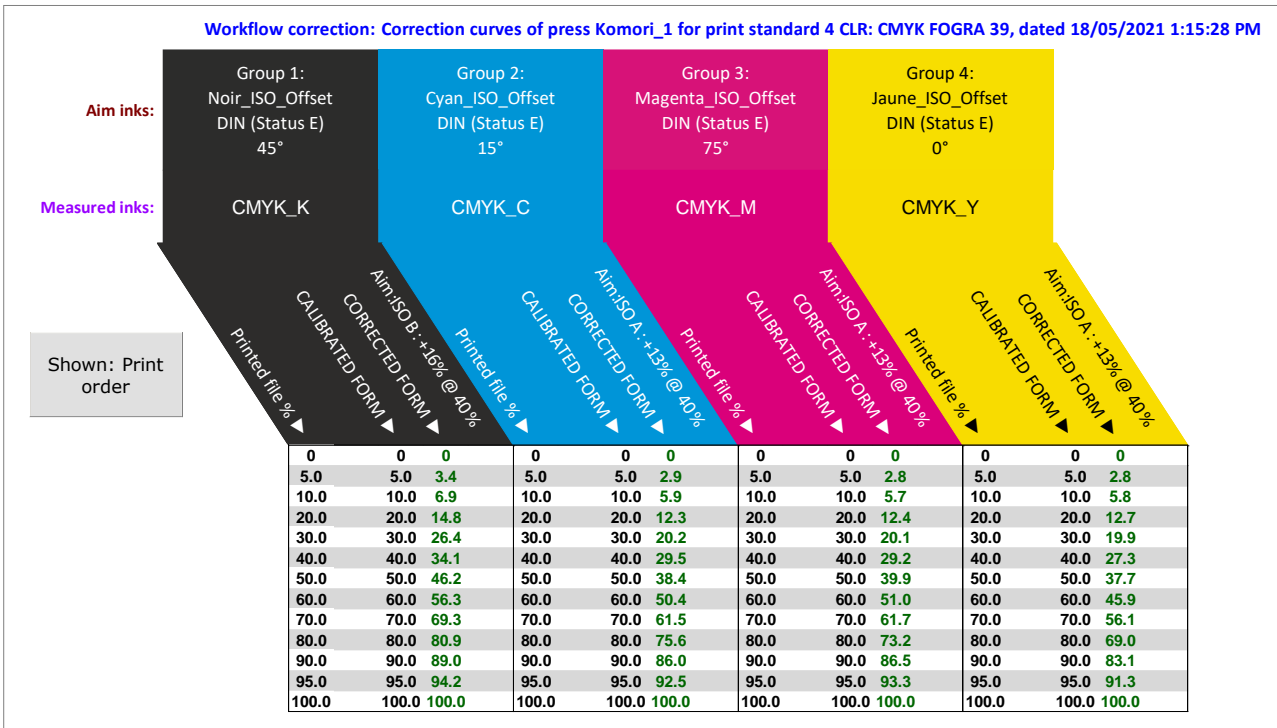 Workflow correction: Correction curves of press Komori_1 for print standard 4 CLR: CMYK FOGRA 39, dated 18/05/2021 1:15:28 PM
Aim inks:
Group 1:
Noir_ISO_Offset
DIN (Status E)
45°
Group 2:
Cyan_ISO_Offset
DIN (Status E)
15°
Group 3:
Magenta_ISO_Offset
DIN (Status E)
75°
Group 4:
Jaune_ISO_Offset
DIN (Status E)
0°
Measured inks:
CMYK_K
CMYK_C
CMYK_M
CMYK_Y
Shown: Print
order
Printed file %
CALIBRATED FORM
CORRECTED FORM
Aim:ISO B : +16% @ 40%
Printed file %
CALIBRATED FORM
CORRECTED FORM
Aim:ISO A : +13% @ 40%
Printed file %
CALIBRATED FORM
CORRECTED FORM
Aim:ISO A : +13% @ 40%
Printed file %
CALIBRATED FORM
CORRECTED FORM
Aim:ISO A : +13% @ 40%
0 0 0 0 0 0 0 0 0 0 0 0
5.0 5.0 3.4 5.0 5.0 2.9 5.0 5.0 2.8 5.0 5.0 2.8
10.0 10.0 6.9 10.0 10.0 5.9 10.0 10.0 5.7 10.0 10.0 5.8
20.0 20.0 14.8 20.0 20.0 12.3 20.0 20.0 12.4 20.0 20.0 12.7
30.0 30.0 26.4 30.0 30.0 20.2 30.0 30.0 20.1 30.0 30.0 19.9
40.0 40.0 34.1 40.0 40.0 29.5 40.0 40.0 29.2 40.0 40.0 27.3
50.0 50.0 46.2 50.0 50.0 38.4 50.0 50.0 39.9 50.0 50.0 37.7
60.0 60.0 56.3 60.0 60.0 50.4 60.0 60.0 51.0 60.0 60.0 45.9
70.0 70.0 69.3 70.0 70.0 61.5 70.0 70.0 61.7 70.0 70.0 56.1
80.0 80.0 80.9 80.0 80.0 75.6 80.0 80.0 73.2 80.0 80.0 69.0
90.0 90.0 89.0 90.0 90.0 86.0 90.0 90.0 86.5 90.0 90.0 83.1
95.0 95.0 94.2 95.0 95.0 92.5 95.0 95.0 93.3 95.0 95.0 91.3
100.0 100.0 100.0 100.0 100.0 100.0 100.0 100.0 100.0 100.0 100.0 100.0